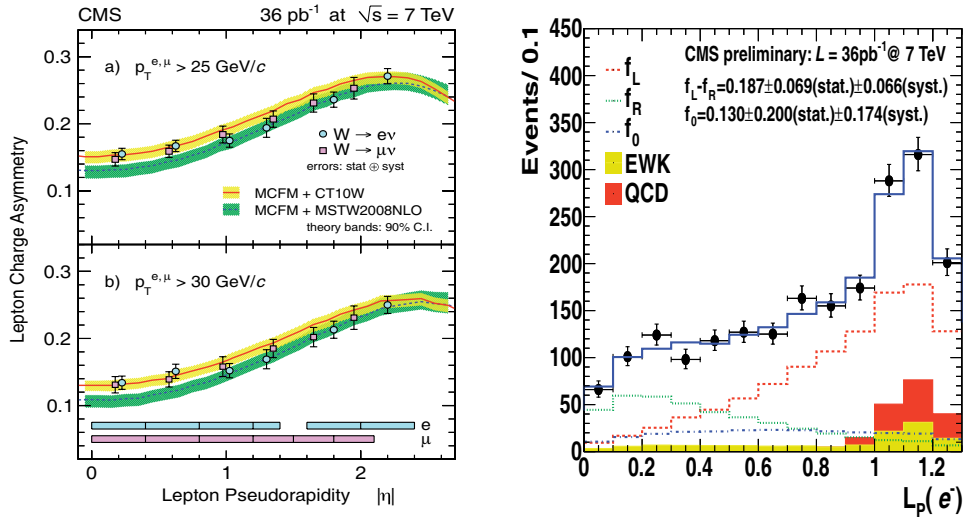 CMS 36 pb⁻¹ at √s = 7 TeV
a) p_T^{e,μ} > 25 GeV/c
W → eν
W → μν
errors: stat ⊕ syst
MCFM + CT10W
MCFM + MSTW2008NLO
theory bands: 90% C.I.
b) p_T^{e,μ} > 30 GeV/c
e
μ
Lepton Charge Asymmetry
0.3
0.2
0.1
0.3
0.2
0.1
0 1 2
Lepton Pseudorapidity |η|
CMS preliminary: L = 36pb⁻¹@ 7 TeV
f_L-f_R=0.187±0.069(stat.)±0.066(syst.)
f_0=0.130±0.200(stat.)±0.174(syst.)
f_L
f_R
f_0
EWK
QCD
Events/ 0.1
450
400
350
300
250
200
150
100
50
0
0 0.2 0.4 0.6 0.8 1 1.2
L_P(e⁻)